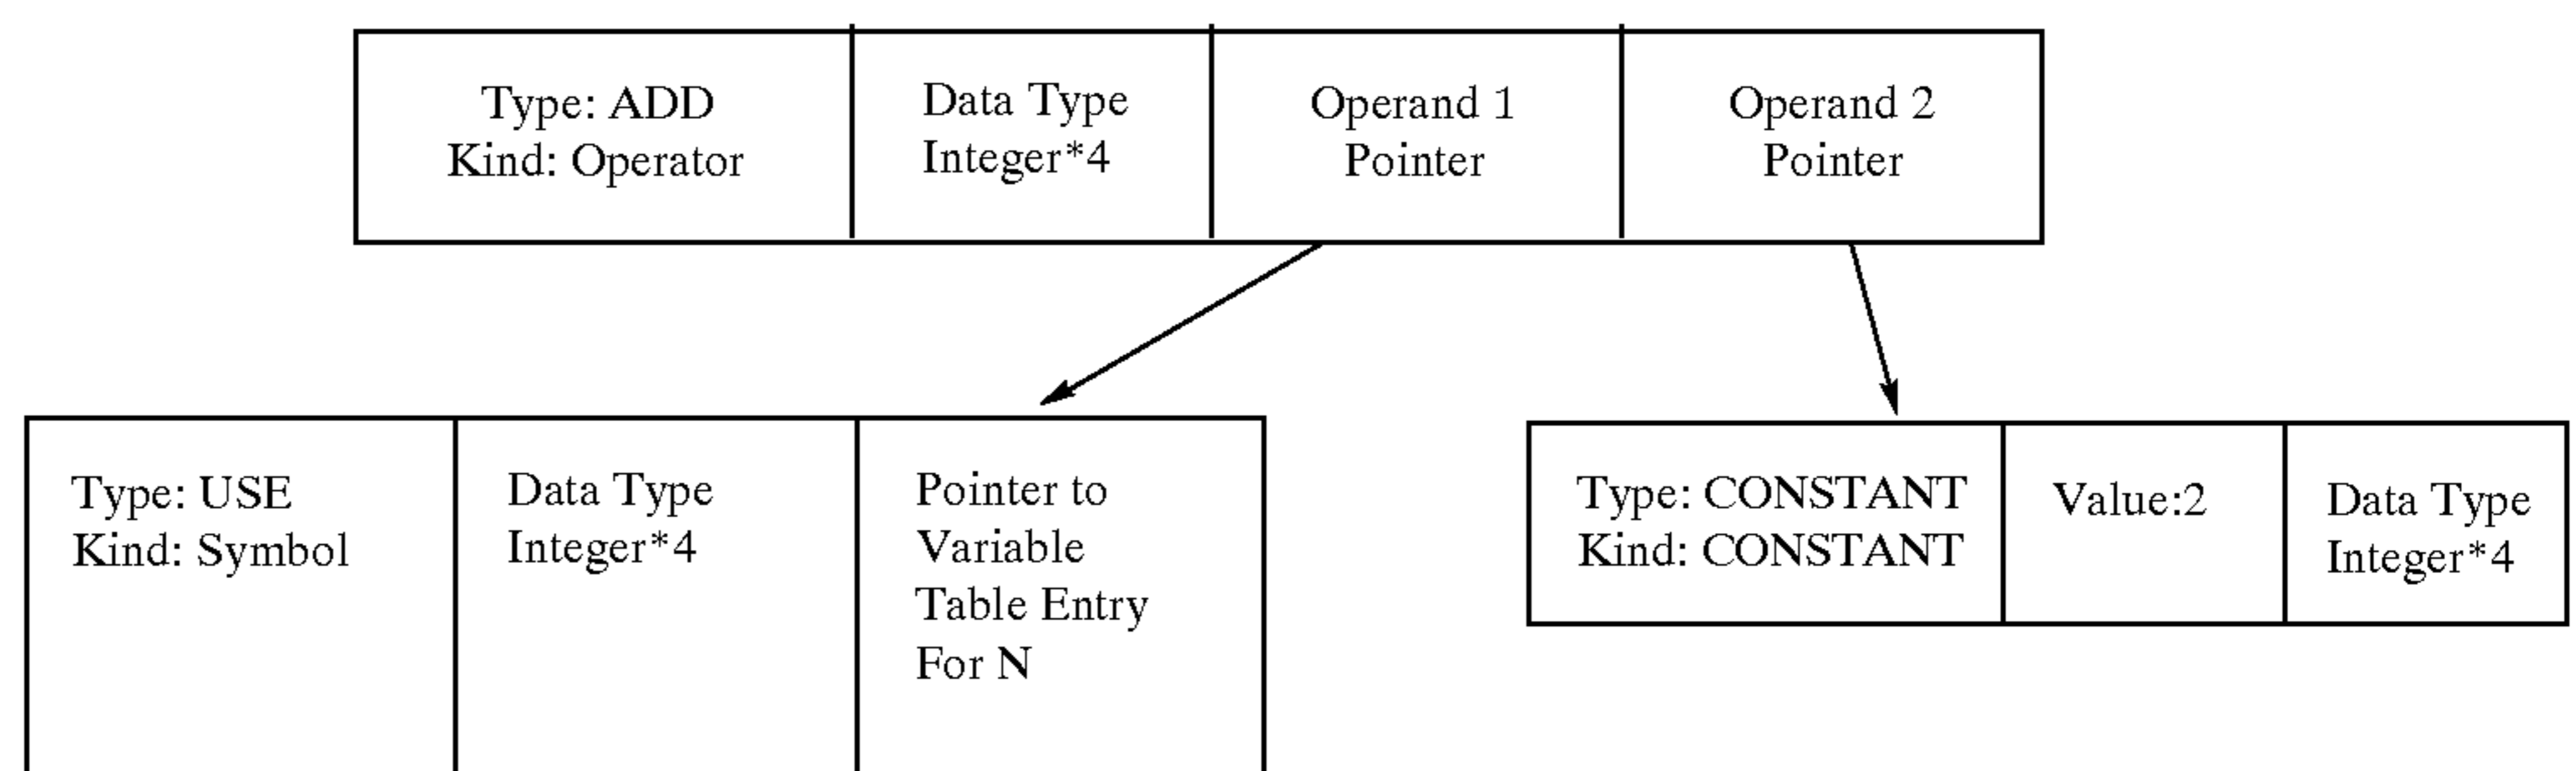 Type: ADD
Kind: Operator
Data Type
Integer*4
Operand 1
Pointer
Operand 2
Pointer
Type: USE
Kind: Symbol
Data Type
Integer*4
Pointer to
Variable
Table Entry
For N
Type: CONSTANT
Kind: CONSTANT
Value:2
Data Type
Integer*4